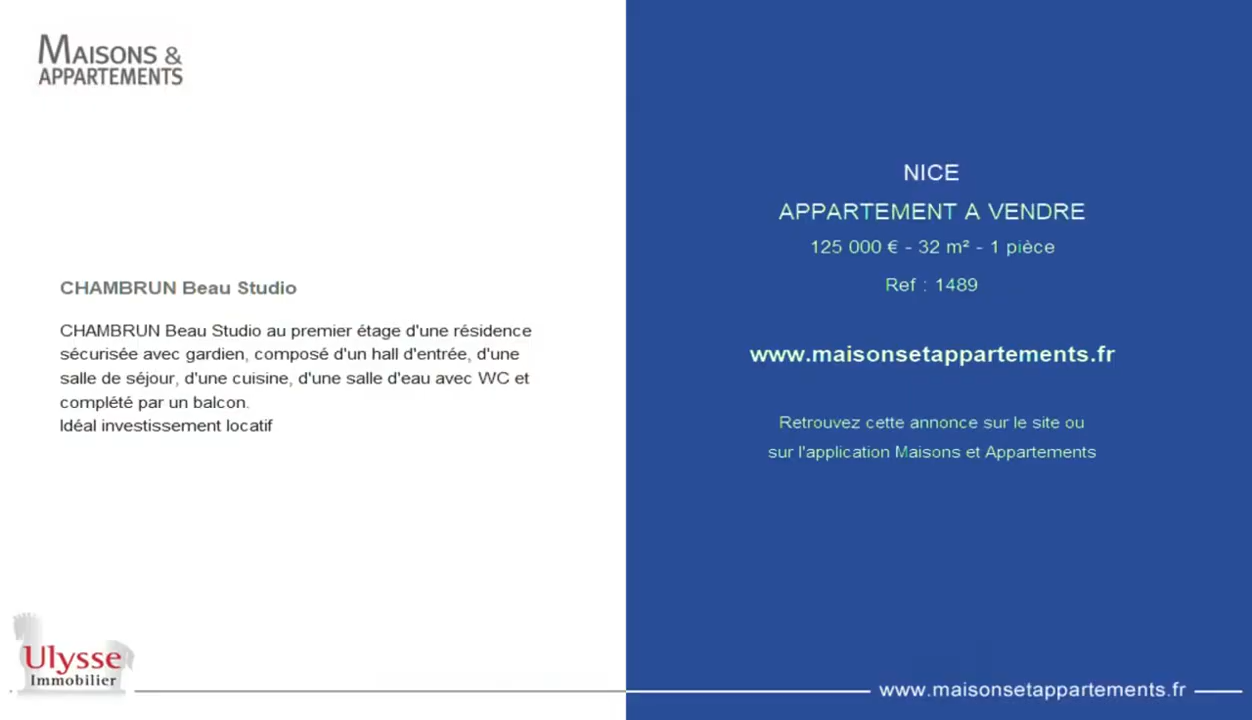 MAISONS &
APPARTEMENTS
CHAMBRUN Beau Studio
CHAMBRUN Beau Studio au premier étage d'une résidence
sécurisée avec gardien, composé d'un hall d'entrée, d'une
salle de séjour, d'une cuisine, d'une salle d'eau avec WC et
complété par un balcon.
Idéal investissement locatif
Ulysse
Immobilier
NICE
APPARTEMENT A VENDRE
125 000 € - 32 m² - 1 pièce
Ref : 1489
www.maisonsetappartements.fr
Retrouvez cette annonce sur le site ou
sur l'application Maisons et Appartements
www.maisonsetappartements.fr